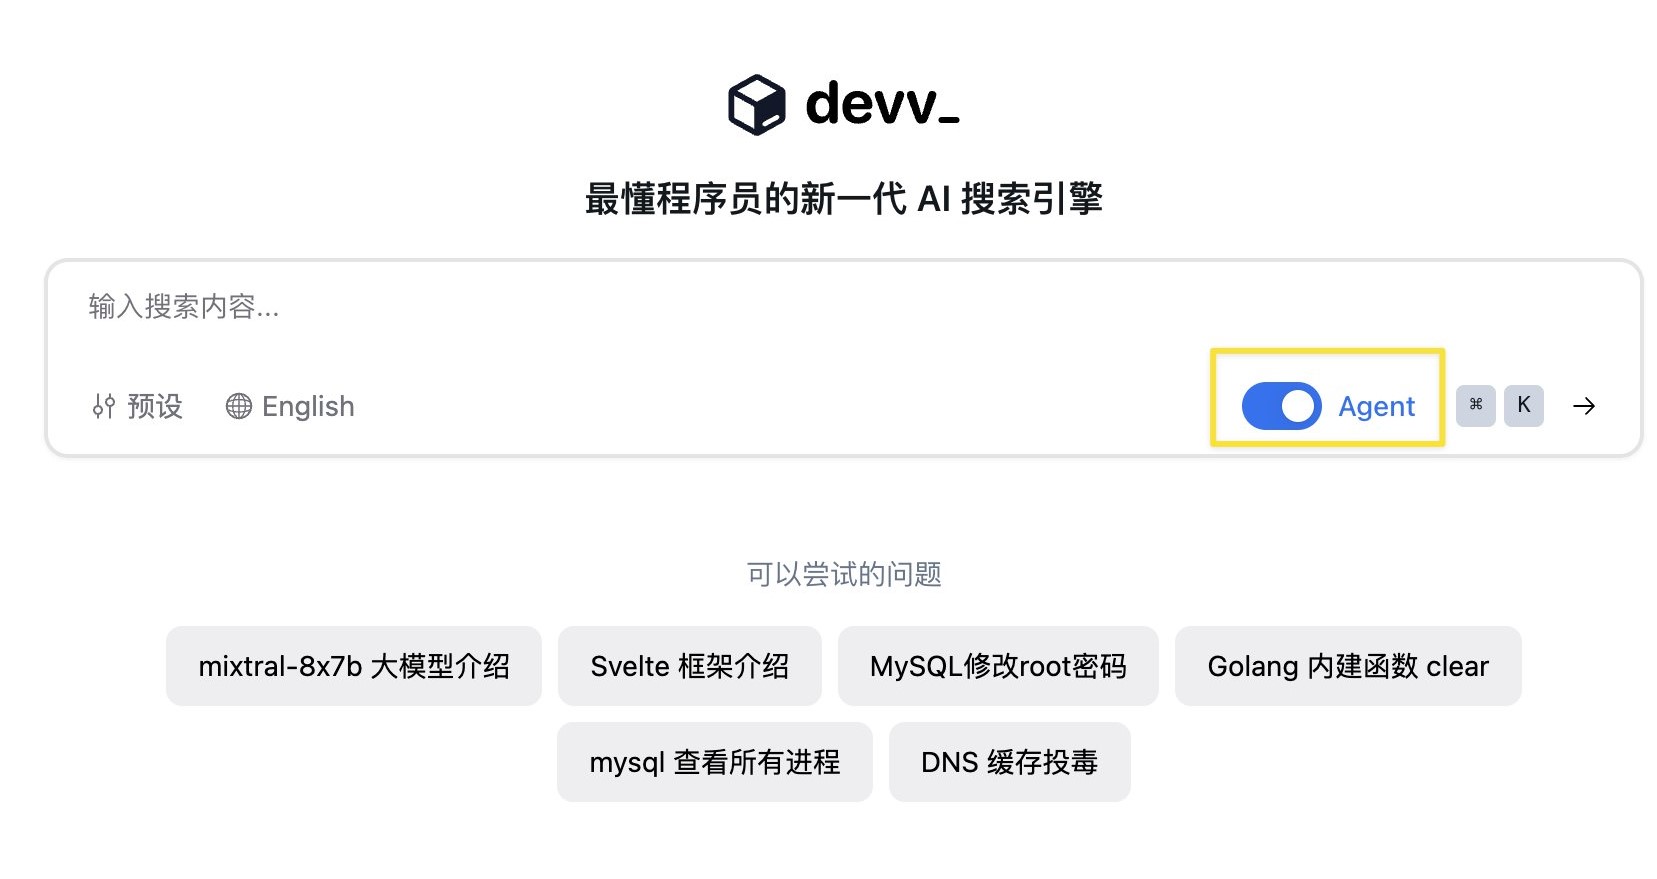 devv_
最懂程序员的新一代 AI 搜索引擎
输入搜索内容...
预设 English Agent ⌘ K →
可以尝试的问题
mixtral-8x7b 大模型介绍 Svelte 框架介绍 MySQL修改root密码 Golang 内建函数 clear
mysql 查看所有进程 DNS 缓存投毒